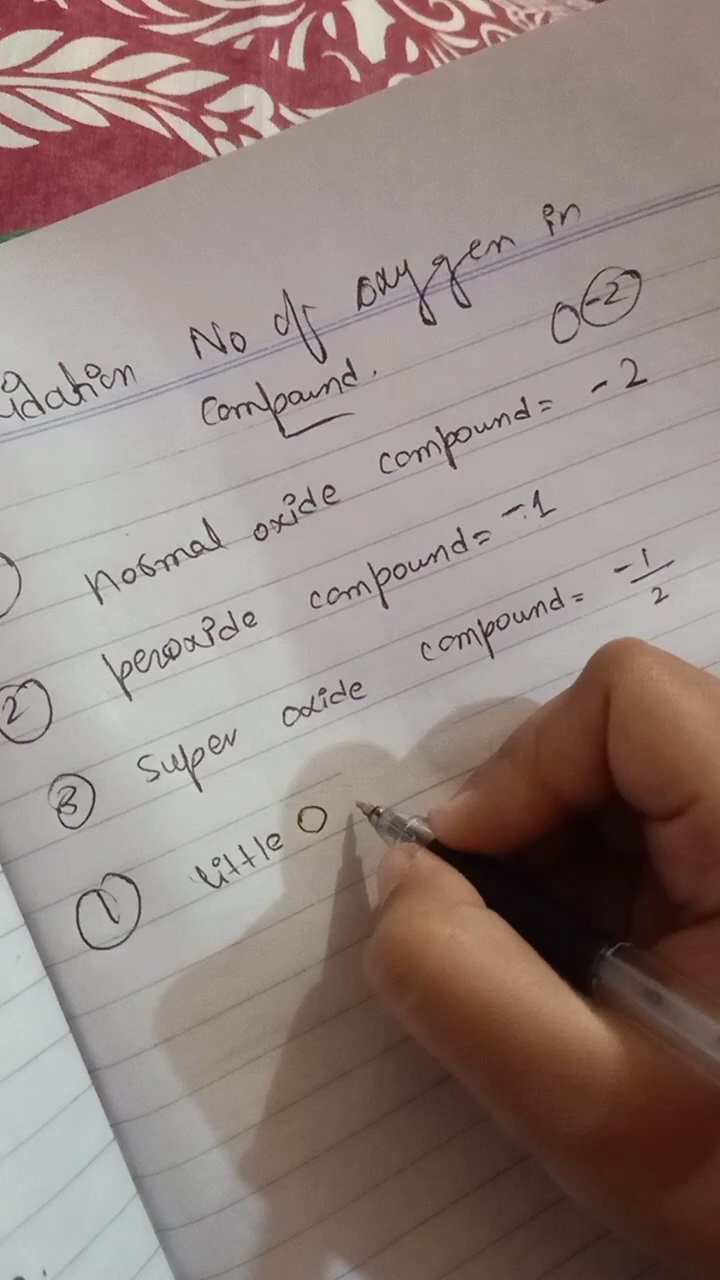 idation No of oxygen in
compound. O -2
normal oxide compound = -2
2 peroxide compound = -1
3 super oxide compound = -1/2
1 little O